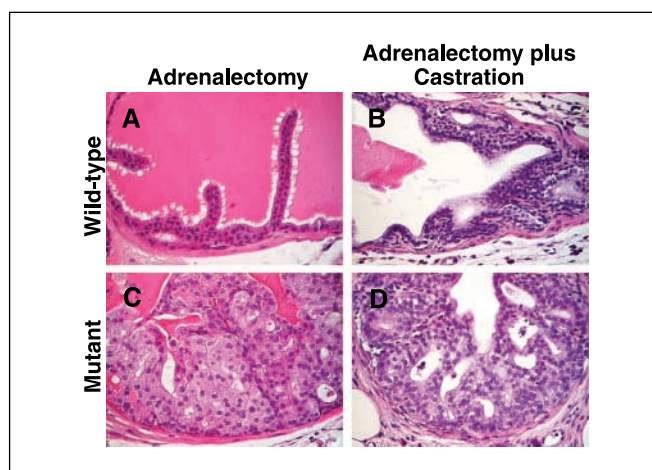 Adrenalectomy
Adrenalectomy plus
Castration
Wild-type
A
B
Mutant
C
D